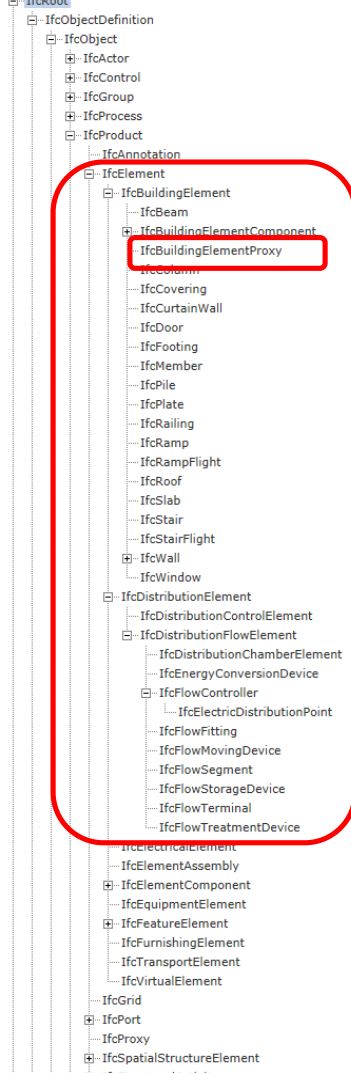 IfcRoot
IfcObjectDefinition
IfcObject
IfcActor
IfcControl
IfcGroup
IfcProcess
IfcProduct
IfcAnnotation
IfcElement
IfcBuildingElement
IfcBeam
IfcBuildingElementComponent
IfcBuildingElementProxy
IfcColumn
IfcCovering
IfcCurtainWall
IfcDoor
IfcFooting
IfcMember
IfcPile
IfcPlate
IfcRailing
IfcRamp
IfcRampFlight
IfcRoof
IfcSlab
IfcStair
IfcStairFlight
IfcWall
IfcWindow
IfcDistributionElement
IfcDistributionControlElement
IfcDistributionFlowElement
IfcDistributionChamberElement
IfcEnergyConversionDevice
IfcFlowController
IfcElectricDistributionPoint
IfcFlowFitting
IfcFlowMovingDevice
IfcFlowSegment
IfcFlowStorageDevice
IfcFlowTerminal
IfcFlowTreatmentDevice
IfcElectricalElement
IfcElementAssembly
IfcElementComponent
IfcEquipmentElement
IfcFeatureElement
IfcFurnishingElement
IfcTransportElement
IfcVirtualElement
IfcGrid
IfcPort
IfcProxy
IfcSpatialStructureElement